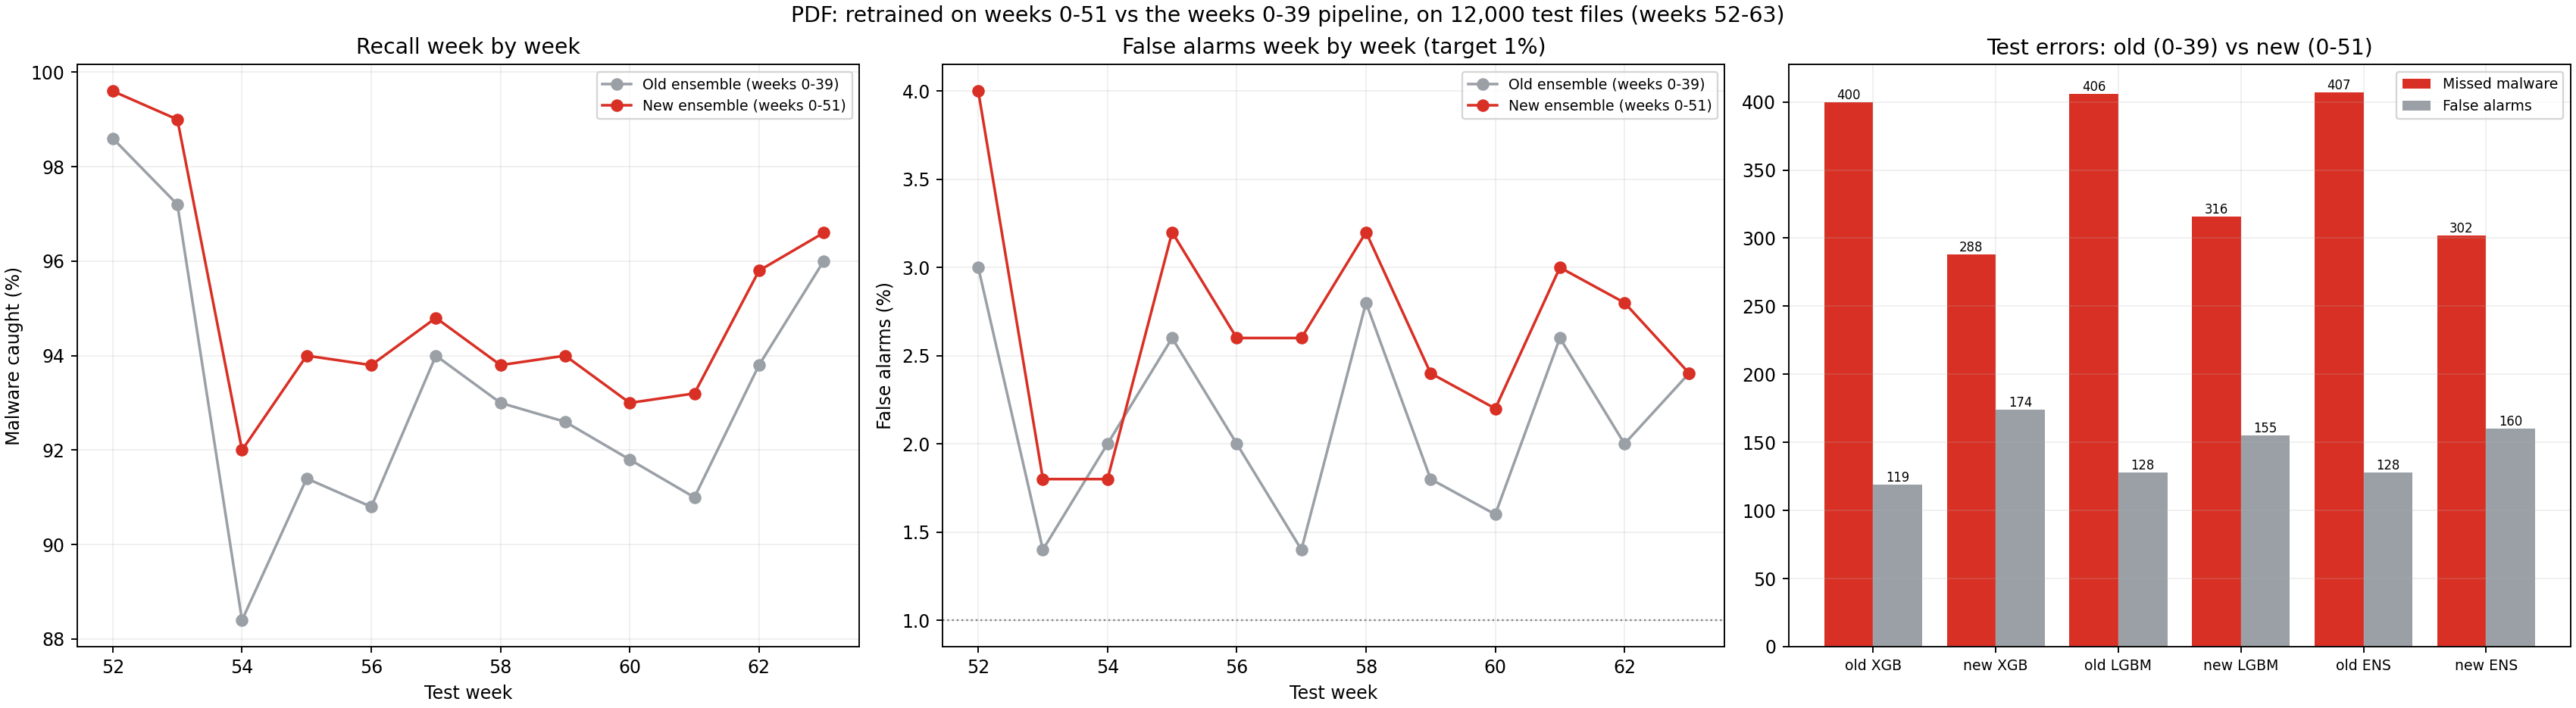 PDF: retrained on weeks 0-51 vs the weeks 0-39 pipeline, on 12,000 test files (weeks 52-63)
Recall week by week
Malware caught (%)
100
98
96
94
92
90
88
52 54 56 58 60 62
Test week
Old ensemble (weeks 0-39)
New ensemble (weeks 0-51)
False alarms week by week (target 1%)
False alarms (%)
4.0
3.5
3.0
2.5
2.0
1.5
1.0
52 54 56 58 60 62
Test week
Old ensemble (weeks 0-39)
New ensemble (weeks 0-51)
Test errors: old (0-39) vs new (0-51)
400
350
300
250
200
150
100
50
0
400 119 288 174 406 128 316 155 407 128 302 160
old XGB new XGB old LGBM new LGBM old ENS new ENS
Missed malware
False alarms